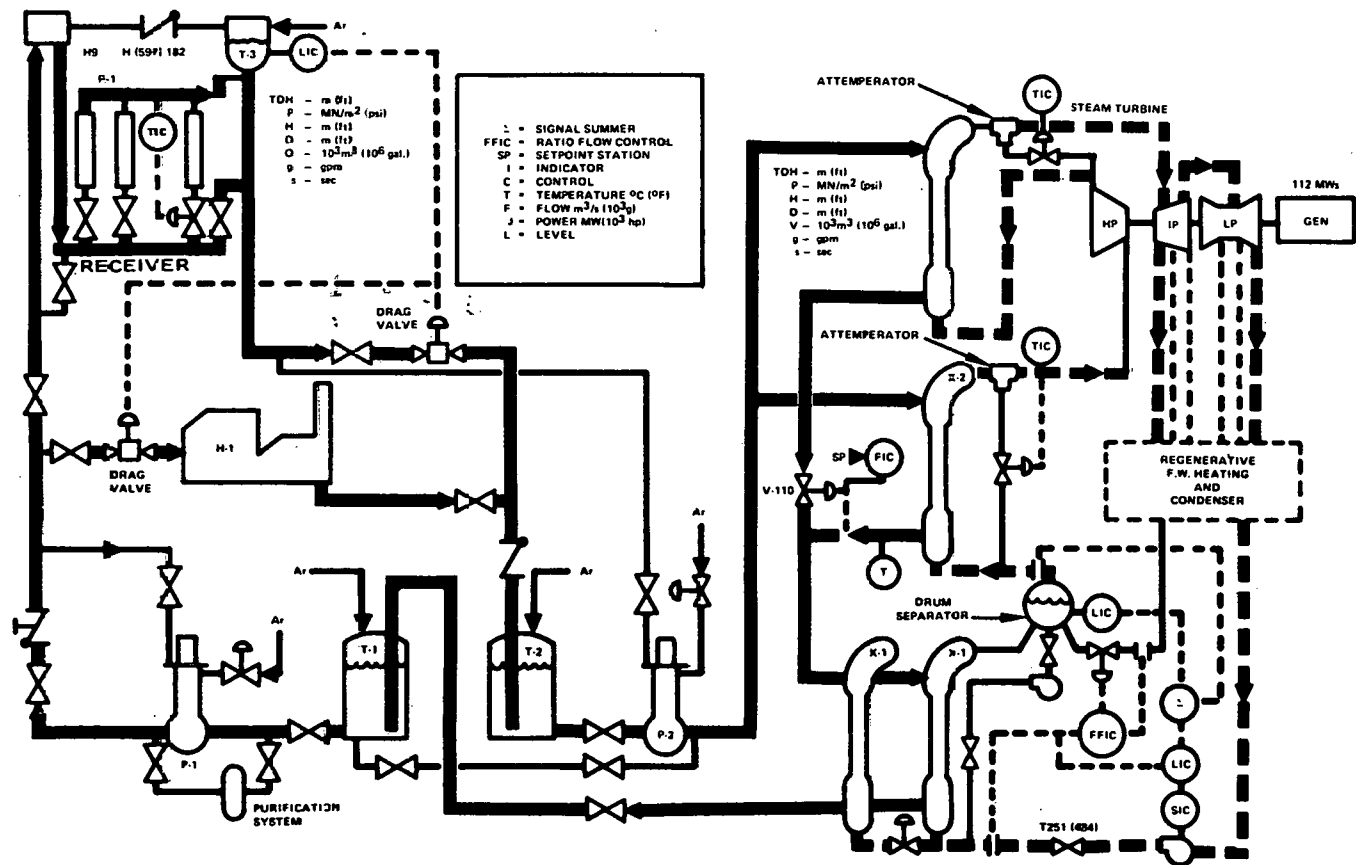 Ar
H9 H (597) 182
T-3
LIC
P-1
TIC
RECEIVER
TDH - m (ft)
P - MN/m² (psi)
H - m (ft)
D - m (ft)
Q - 10³m³ (10⁶ gal.)
g - gpm
s - sec
Σ = SIGNAL SUMMER
FFIC = RATIO FLOW CONTROL
SP = SETPOINT STATION
I = INDICATOR
C = CONTROL
T = TEMPERATURE °C (°F)
F = FLOW m³/s (10³g)
J = POWER MW(10³ hp)
L = LEVEL
ATTEMPERATOR
TIC
STEAM TURBINE
TDH - m (ft)
P - MN/m² (psi)
H - m (ft)
D - m (ft)
V - 10³m³ (10⁶ gal.)
g - gpm
s - sec
HP
IP
LP
GEN
112 MWs
DRAG
VALVE
ATTEMPERATOR
TIC
H-1
DRAG
VALVE
SP
FIC
V-110
T
REGENERATIVE
F.W. HEATING
AND
CONDENSER
Ar
Ar
Ar
Ar
T-1
T-2
P-1
P-2
PURIFICATION
SYSTEM
DRUM
SEPARATOR
LIC
Σ
FFIC
LIC
SIC
T251 (484)